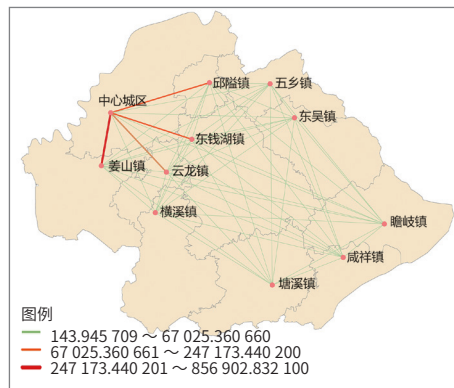 邱隘镇
五乡镇
中心城区
东吴镇
东钱湖镇
姜山镇
云龙镇
横溪镇
瞻岐镇
咸祥镇
塘溪镇
图例
143.945 709 ～ 67 025.360 660
67 025.360 661 ～ 247 173.440 200
247 173.440 201 ～ 856 902.832 100